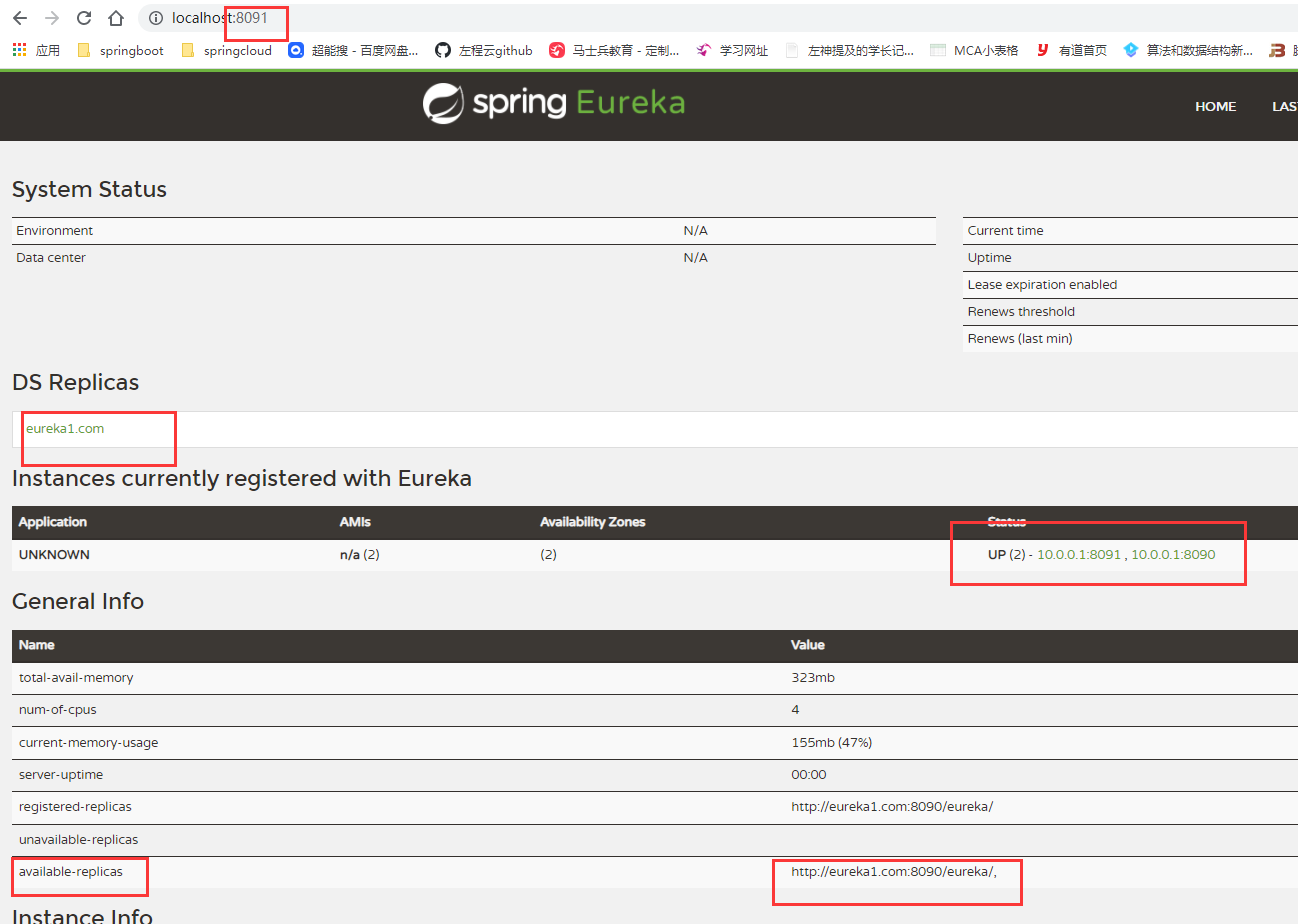 localhost:8091
应用 springboot springcloud 超能搜 - 百度网盘... 左程云github 马士兵教育 - 定制... 学习网址 左神提及的学长记... MCA小表格 有道首页 算法和数据结构新...
spring Eureka HOME LAS
System Status
Environment N/A Current time
Data center N/A Uptime
Lease expiration enabled
Renews threshold
Renews (last min)
DS Replicas
eureka1.com
Instances currently registered with Eureka
Application AMIs Availability Zones Status
UNKNOWN n/a (2) (2) UP (2) - 10.0.0.1:8091 , 10.0.0.1:8090
General Info
Name Value
total-avail-memory 323mb
num-of-cpus 4
current-memory-usage 155mb (47%)
server-uptime 00:00
registered-replicas http://eureka1.com:8090/eureka/
unavailable-replicas
available-replicas http://eureka1.com:8090/eureka/,
Instance Info